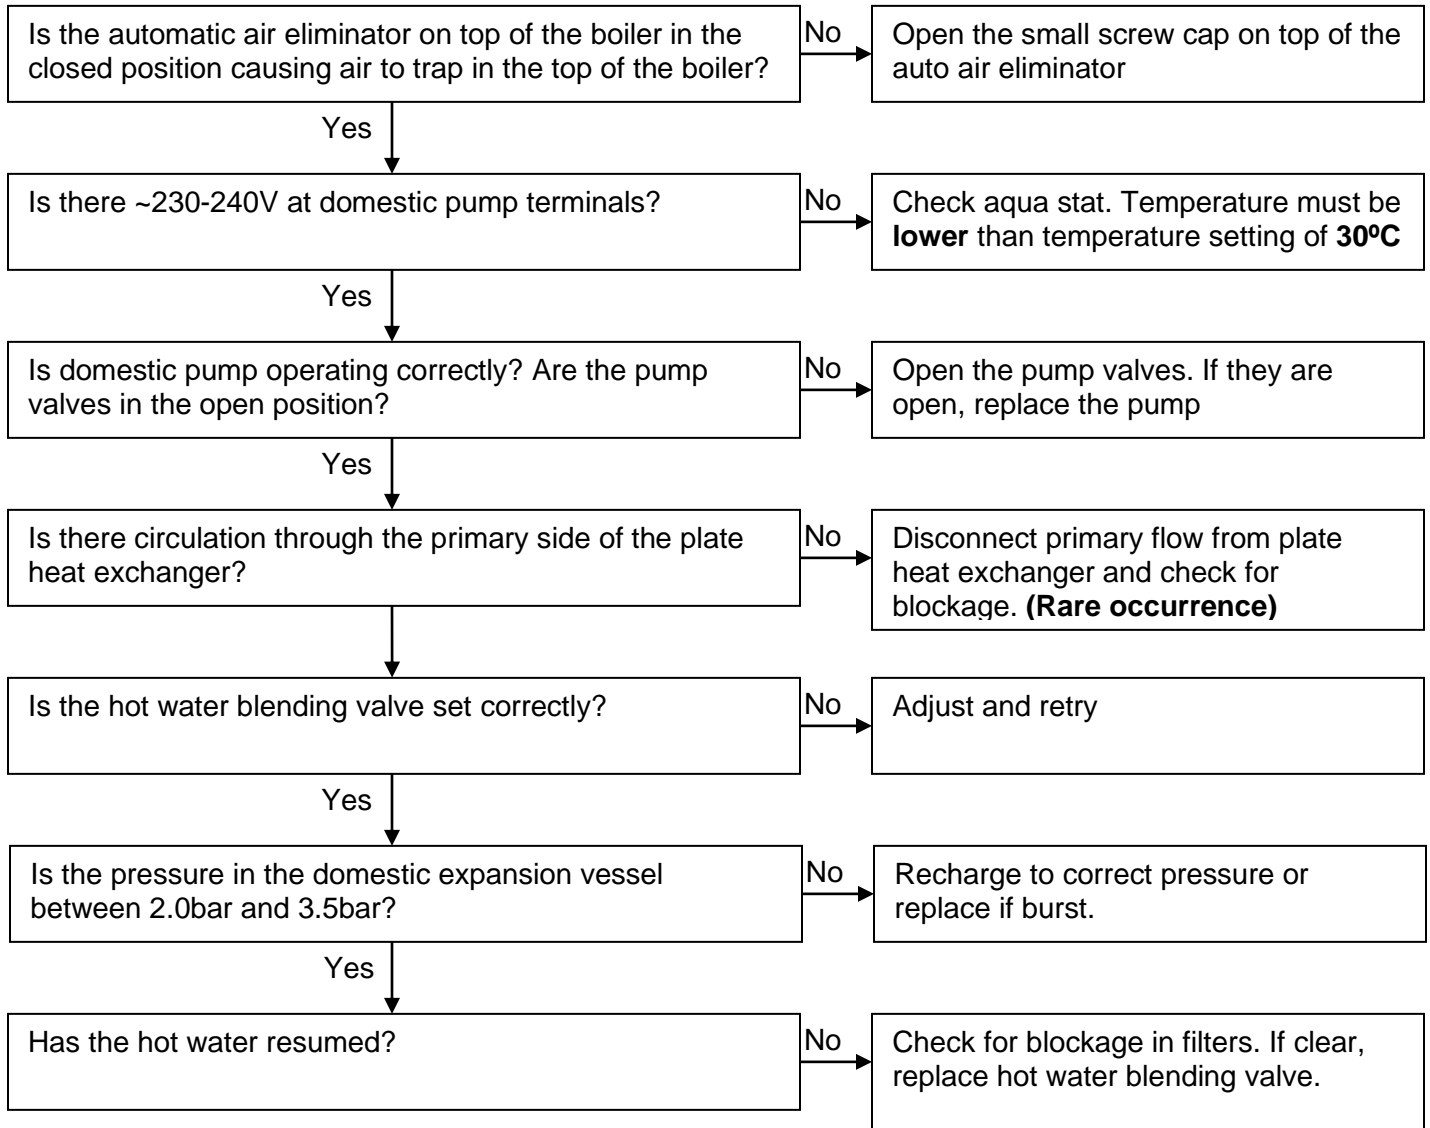 Is the automatic air eliminator on top of the boiler in the
closed position causing air to trap in the top of the boiler?
No
Open the small screw cap on top of the
auto air eliminator
Yes
Is there ~230-240V at domestic pump terminals?
No
Check aqua stat. Temperature must be
lower than temperature setting of 30ºC
Yes
Is domestic pump operating correctly? Are the pump
valves in the open position?
No
Open the pump valves. If they are
open, replace the pump
Yes
Is there circulation through the primary side of the plate
heat exchanger?
No
Disconnect primary flow from plate
heat exchanger and check for
blockage. (Rare occurrence)
Is the hot water blending valve set correctly?
No
Adjust and retry
Yes
Is the pressure in the domestic expansion vessel
between 2.0bar and 3.5bar?
No
Recharge to correct pressure or
replace if burst.
Yes
Has the hot water resumed?
No
Check for blockage in filters. If clear,
replace hot water blending valve.